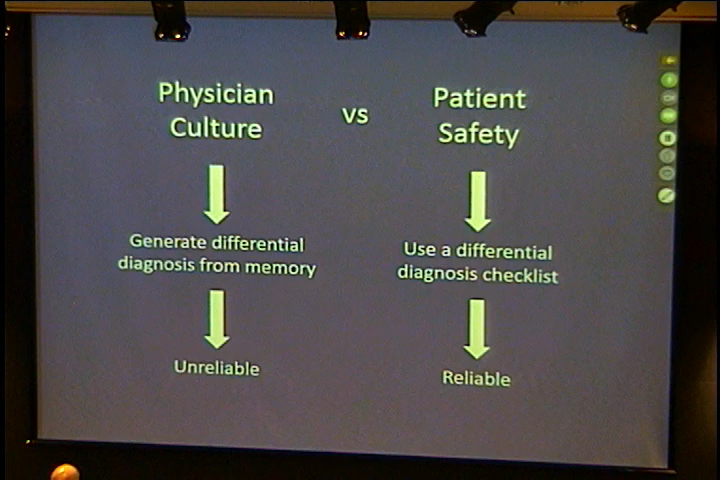 Physician
Culture
vs
Patient
Safety
Generate differential
diagnosis from memory
Use a differential
diagnosis checklist
Unreliable
Reliable